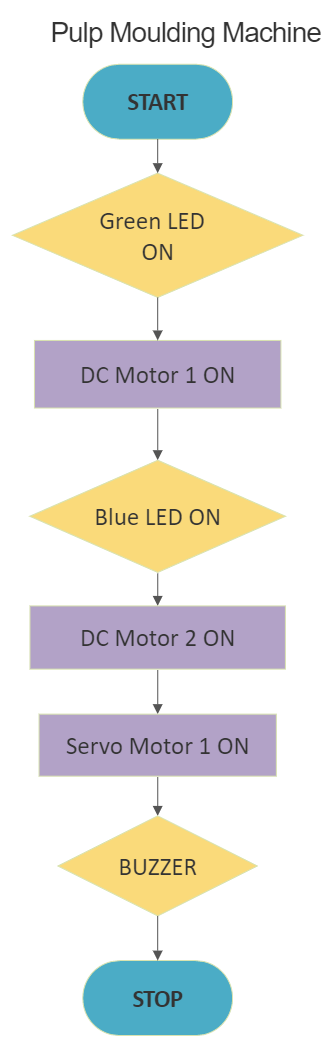 Pulp Moulding Machine
START
Green LED
ON
DC Motor 1 ON
Blue LED ON
DC Motor 2 ON
Servo Motor 1 ON
BUZZER
STOP